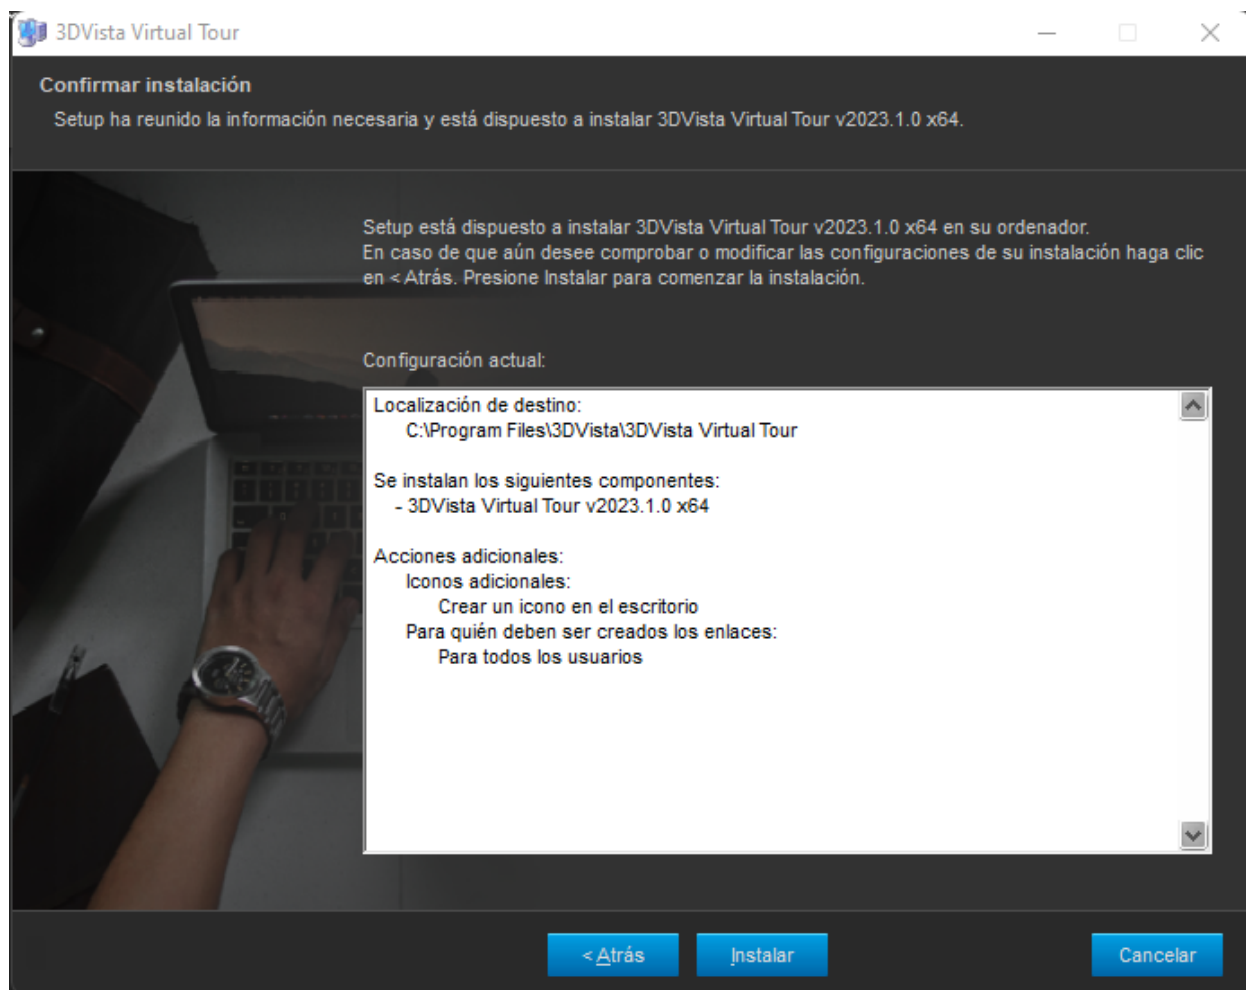 3DVista Virtual Tour
Confirmar instalación
Setup ha reunido la información necesaria y está dispuesto a instalar 3DVista Virtual Tour v2023.1.0 x64.
Setup está dispuesto a instalar 3DVista Virtual Tour v2023.1.0 x64 en su ordenador.
En caso de que aún desee comprobar o modificar las configuraciones de su instalación haga clic
en < Atrás. Presione Instalar para comenzar la instalación.
Configuración actual:
Localización de destino:
C:\Program Files\3DVista\3DVista Virtual Tour
Se instalan los siguientes componentes:
- 3DVista Virtual Tour v2023.1.0 x64
Acciones adicionales:
Iconos adicionales:
Crear un icono en el escritorio
Para quién deben ser creados los enlaces:
Para todos los usuarios
< Atrás
Instalar
Cancelar